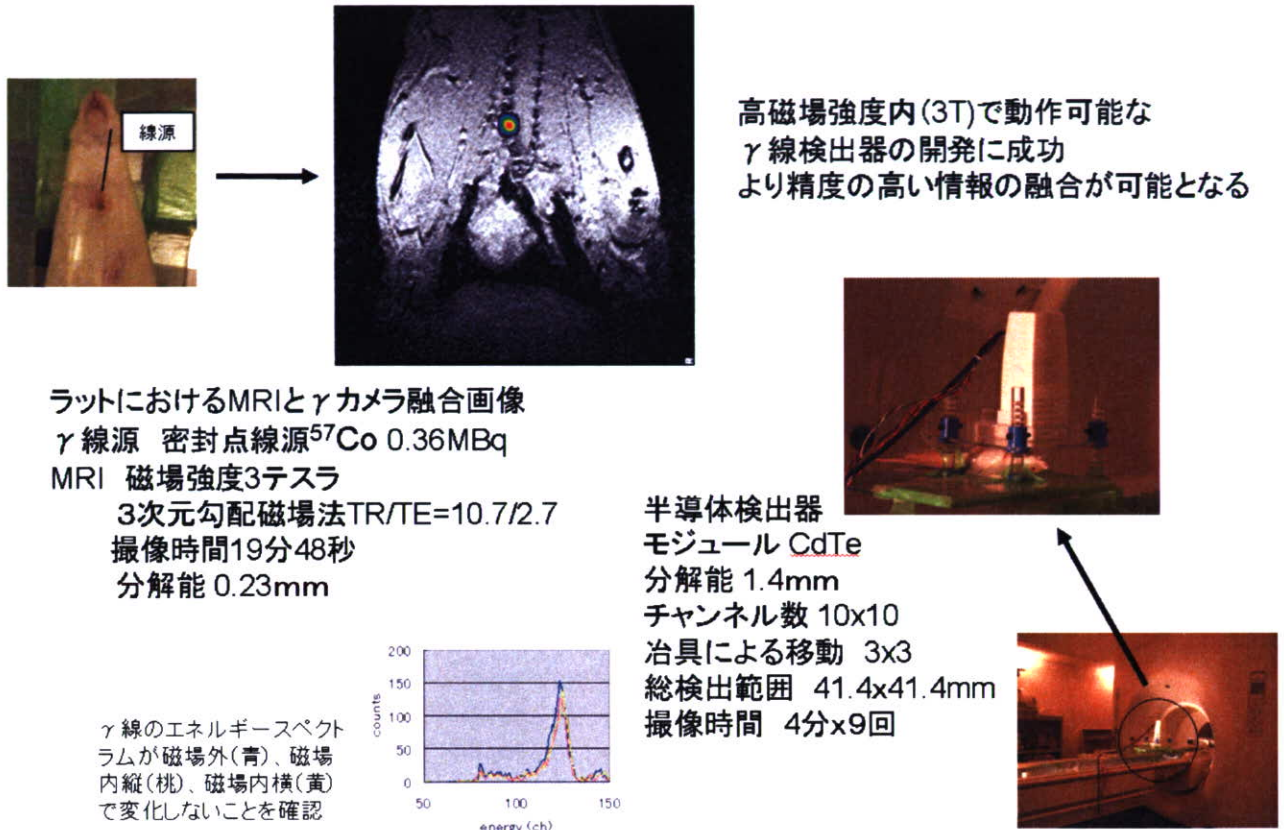 線源
高磁場強度内(3T)で動作可能な
γ線検出器の開発に成功
より精度の高い情報の融合が可能となる
ラットにおけるMRIとγカメラ融合画像
γ線源 密封点線源⁵⁷Co 0.36MBq
MRI 磁場強度3テスラ
3次元勾配磁場法TR/TE=10.7/2.7
撮像時間19分48秒
分解能 0.23mm
半導体検出器
モジュール CdTe
分解能 1.4mm
チャンネル数 10x10
冶具による移動 3x3
総検出範囲 41.4x41.4mm
撮像時間 4分x9回
γ線のエネルギースペクト
ラムが磁場外(青)、磁場
内縦(桃)、磁場内横(黄)
で変化しないことを確認
200
150
100
50
0
counts
50 100 150
energy (ch)